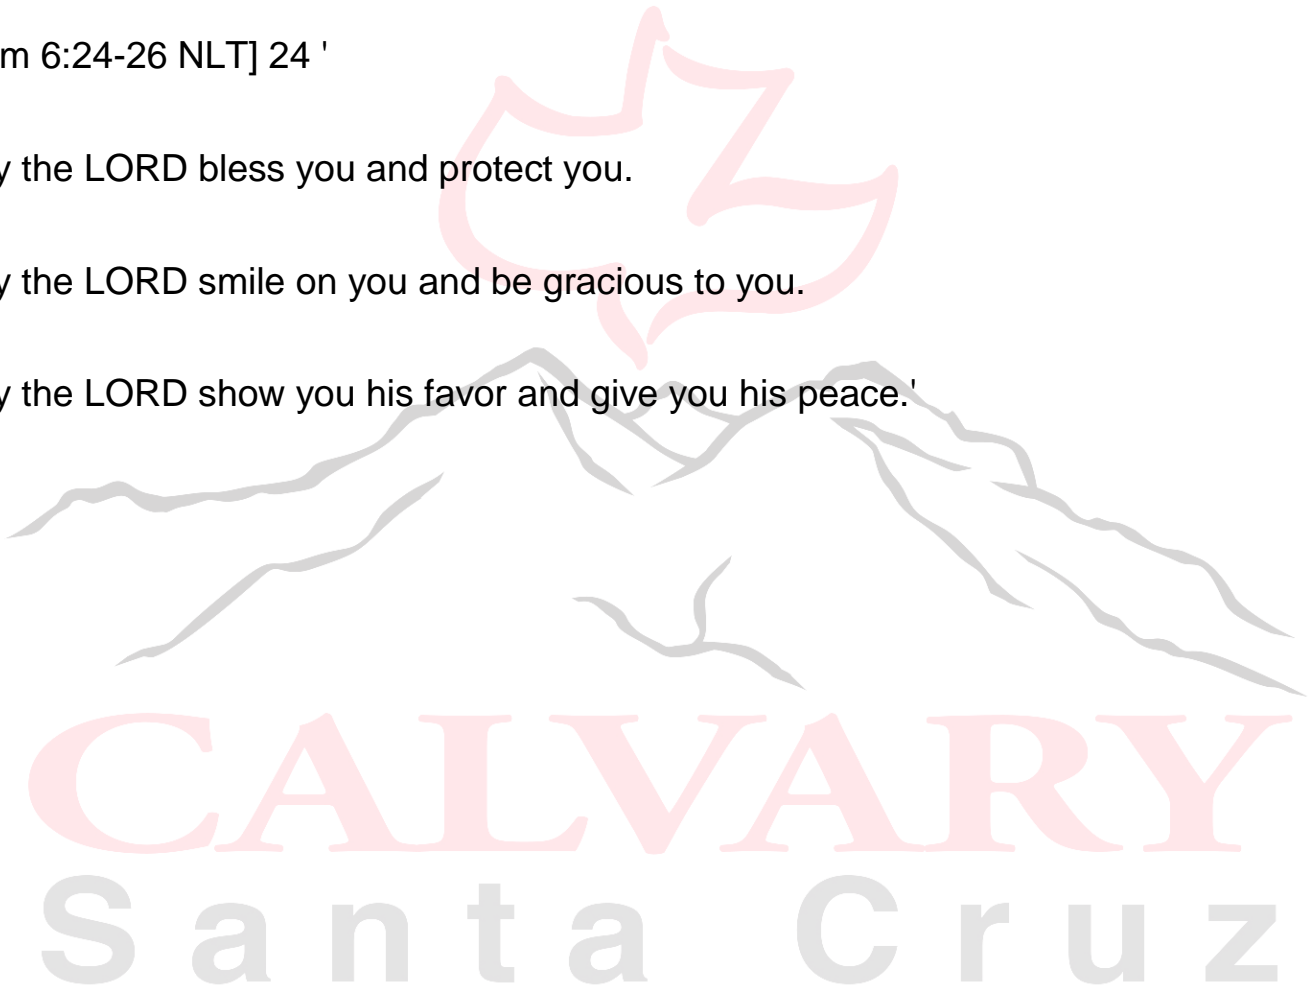 m 6:24-26 NLT] 24 '
y the LORD bless you and protect you.
y the LORD smile on you and be gracious to you.
y the LORD show you his favor and give you his peace.'
CALVARY
Santa Cruz